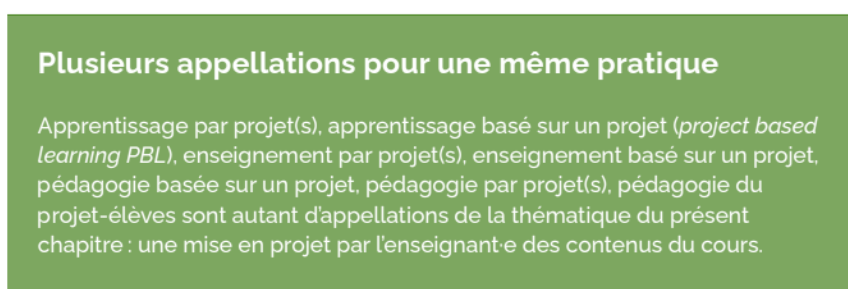 Plusieurs appellations pour une même pratique
Apprentissage par projet(s), apprentissage basé sur un projet (project based
learning PBL), enseignement par projet(s), enseignement basé sur un projet,
pédagogie basée sur un projet, pédagogie par projet(s), pédagogie du
projet-élèves sont autant d'appellations de la thématique du présent
chapitre : une mise en projet par l'enseignant·e des contenus du cours.